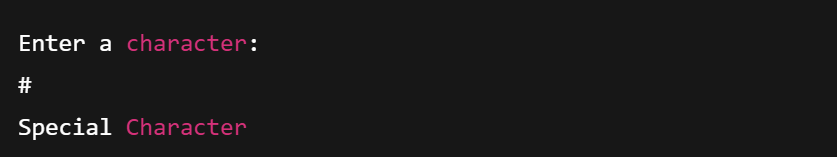 Enter a character:
#
Special Character